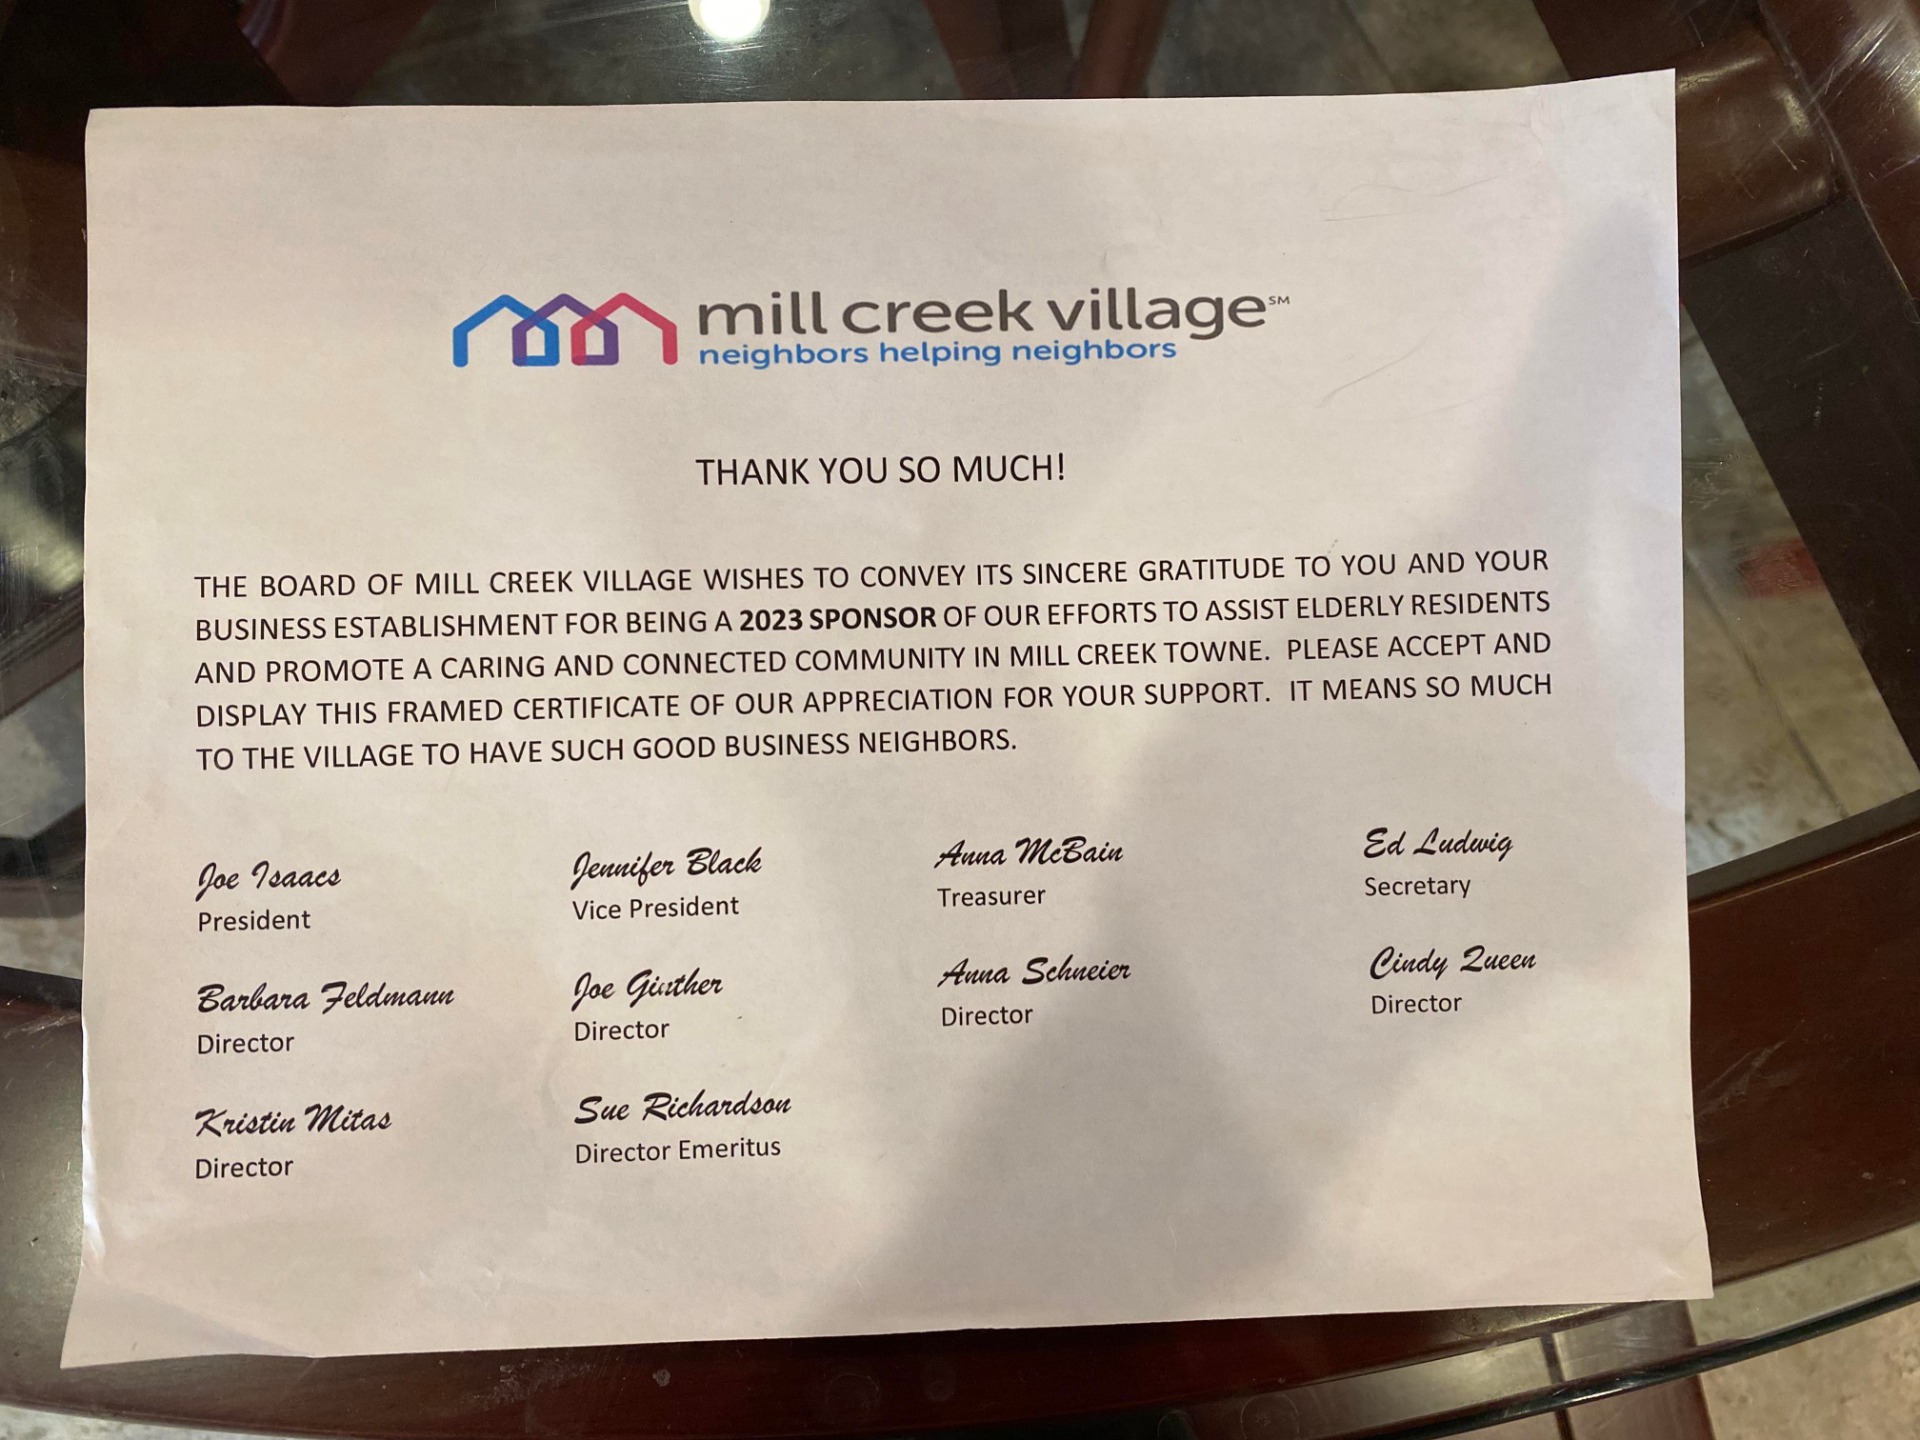 mill creek village℠
neighbors helping neighbors
THANK YOU SO MUCH!
THE BOARD OF MILL CREEK VILLAGE WISHES TO CONVEY ITS SINCERE GRATITUDE TO YOU AND YOUR
BUSINESS ESTABLISHMENT FOR BEING A 2023 SPONSOR OF OUR EFFORTS TO ASSIST ELDERLY RESIDENTS
AND PROMOTE A CARING AND CONNECTED COMMUNITY IN MILL CREEK TOWNE. PLEASE ACCEPT AND
DISPLAY THIS FRAMED CERTIFICATE OF OUR APPRECIATION FOR YOUR SUPPORT. IT MEANS SO MUCH
TO THE VILLAGE TO HAVE SUCH GOOD BUSINESS NEIGHBORS.
Joe Isaacs Jennifer Black Anna McBain Ed Ludwig
President Vice President Treasurer Secretary
Barbara Feldmann Joe Ginther Anna Schneier Cindy Queen
Director Director Director Director
Kristin Mitas Sue Richardson
Director Director Emeritus